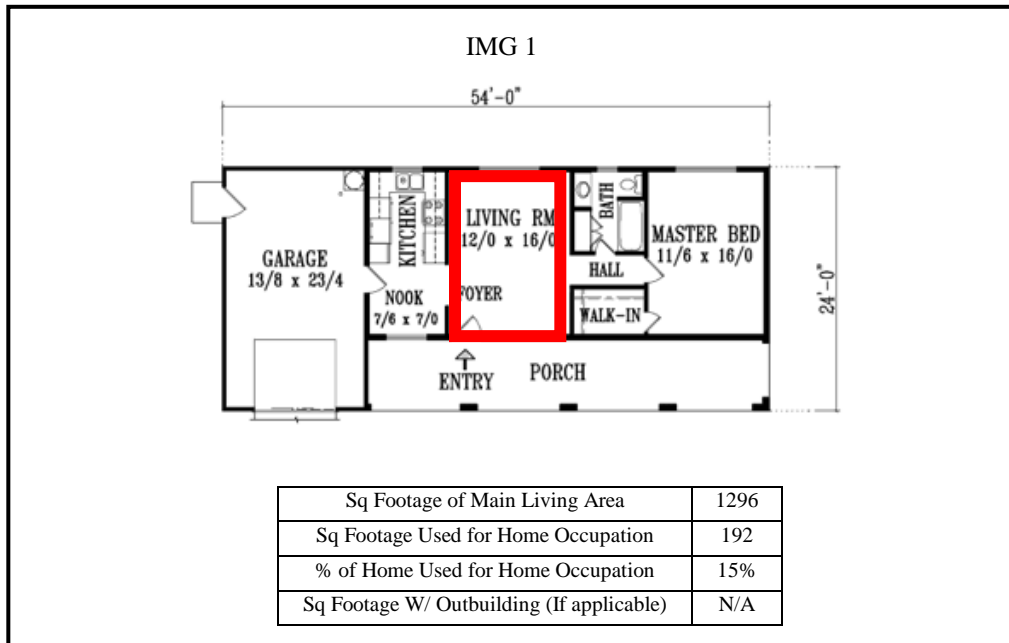 IMG 1
54'-0"
LIVING RM
12/0 x 16/0
KITCHEN
BATH
MASTER BED
11/6 x 16/0
GARAGE
13/8 x 23/4
HALL
NOOK
7/6 x 7/0
FOYER
WALK-IN
24'-0"
ENTRY
PORCH
Sq Footage of Main Living Area 1296
Sq Footage Used for Home Occupation 192
% of Home Used for Home Occupation 15%
Sq Footage W/ Outbuilding (If applicable) N/A